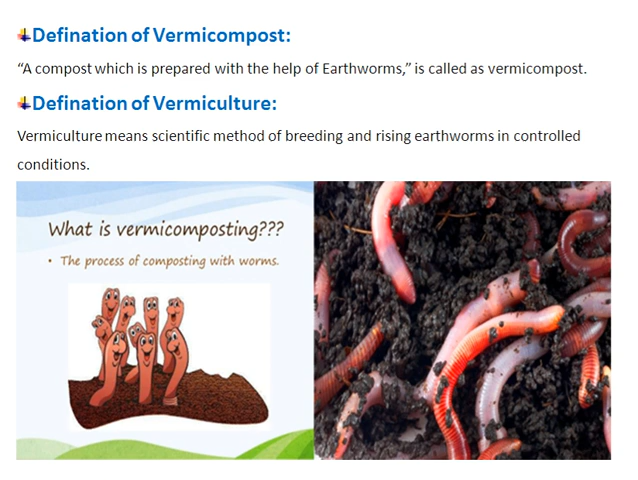 Defination of Vermicompost:
“A compost which is prepared with the help of Earthworms,” is called as vermicompost.
Defination of Vermiculture:
Vermiculture means scientific method of breeding and rising earthworms in controlled
conditions.
What is vermicomposting???
• The process of composting with worms.